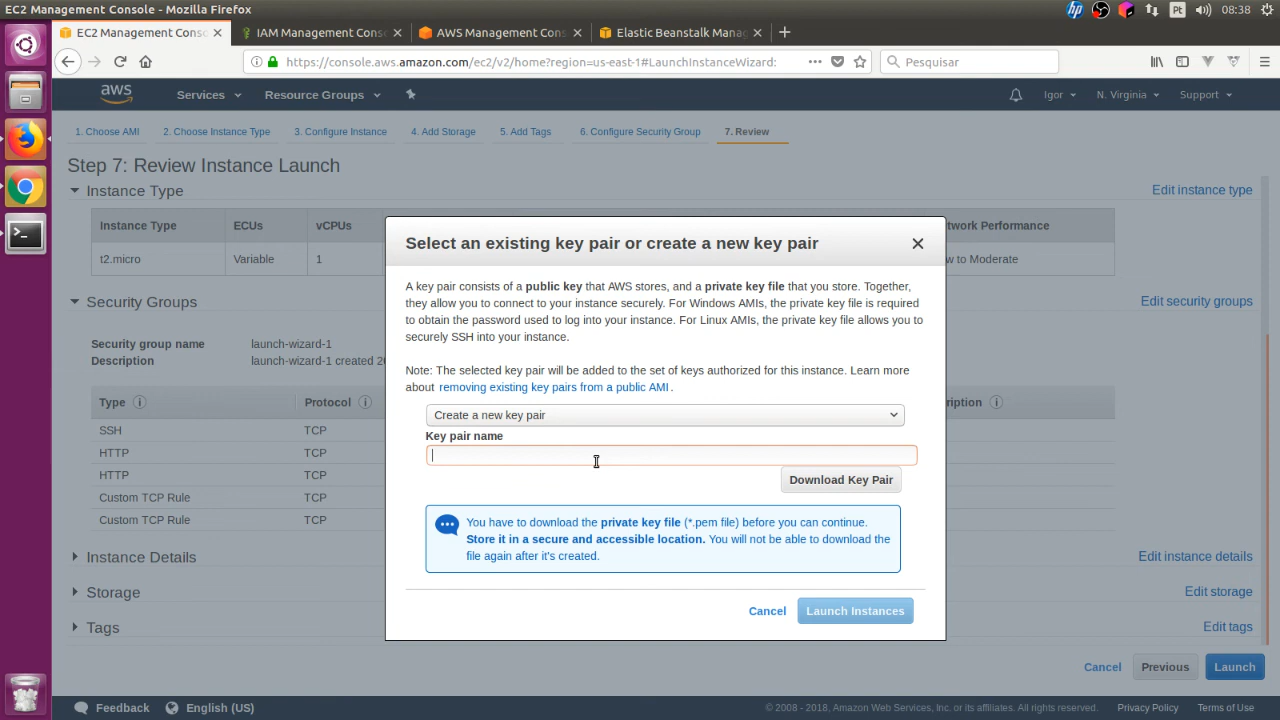 EC2 Management Console - Mozilla Firefox
Pt
08:38
EC2 Management Conso
IAM Management Conso
AWS Management Cons
Elastic Beanstalk Manag
https://console.aws.amazon.com/ec2/v2/home?region=us-east-1#LaunchInstanceWizard:
Pesquisar
aws
Services
Resource Groups
Igor
N. Virginia
Support
1. Choose AMI
2. Choose Instance Type
3. Configure Instance
4. Add Storage
5. Add Tags
6. Configure Security Group
7. Review
Step 7: Review Instance Launch
Instance Type
Edit instance type
Instance Type
ECUs
vCPUs
twork Performance
t2.micro
Variable
1
w to Moderate
Security Groups
Edit security groups
Security group name
launch-wizard-1
Description
launch-wizard-1 created 20
Type
Protocol
ription
SSH
TCP
HTTP
TCP
HTTP
TCP
Custom TCP Rule
TCP
Custom TCP Rule
TCP
Instance Details
Edit instance details
Storage
Edit storage
Tags
Edit tags
Select an existing key pair or create a new key pair
A key pair consists of a public key that AWS stores, and a private key file that you store. Together,
they allow you to connect to your instance securely. For Windows AMIs, the private key file is required
to obtain the password used to log into your instance. For Linux AMIs, the private key file allows you to
securely SSH into your instance.
Note: The selected key pair will be added to the set of keys authorized for this instance. Learn more
about removing existing key pairs from a public AMI.
Create a new key pair
Key pair name
Download Key Pair
You have to download the private key file (*.pem file) before you can continue.
Store it in a secure and accessible location. You will not be able to download the
file again after it's created.
Cancel
Launch Instances
Cancel
Previous
Launch
Feedback
English (US)
© 2008 - 2018, Amazon Web Services, Inc. or its affiliates. All rights reserved.
Privacy Policy
Terms of Use